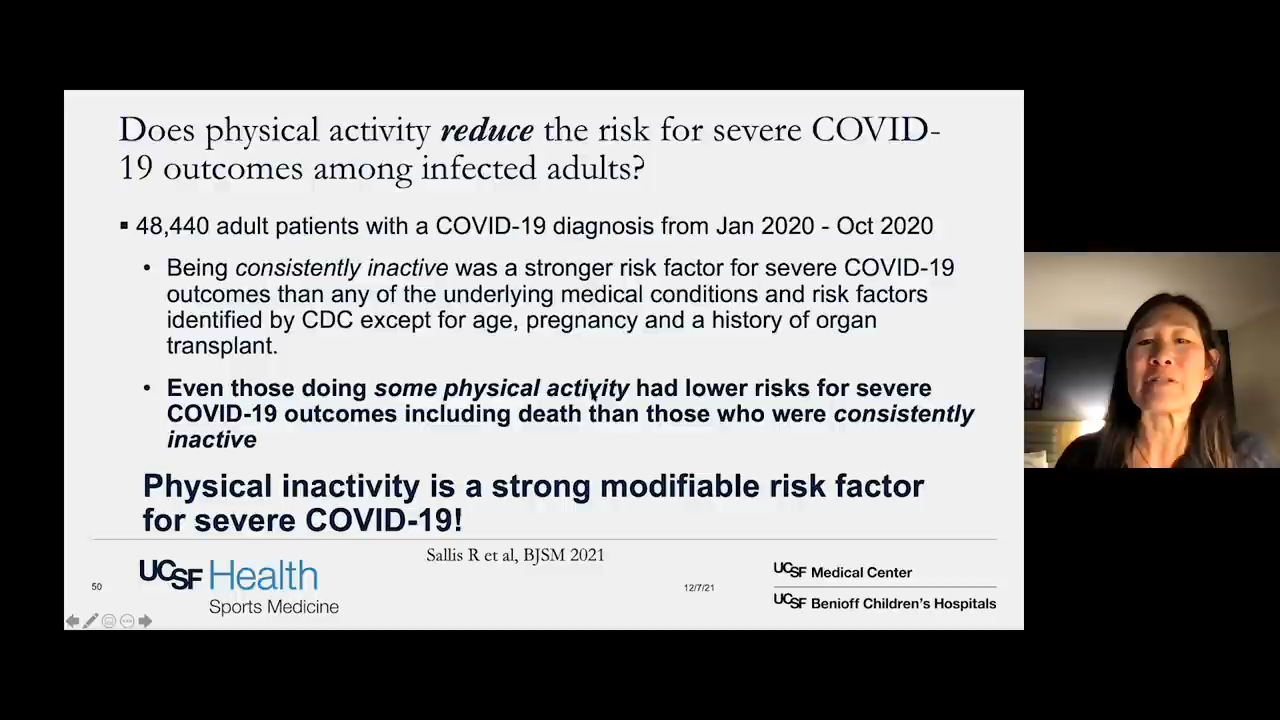 Does physical activity reduce the risk for severe COVID-
19 outcomes among infected adults?
▪ 48,440 adult patients with a COVID-19 diagnosis from Jan 2020 - Oct 2020
• Being consistently inactive was a stronger risk factor for severe COVID-19
outcomes than any of the underlying medical conditions and risk factors
identified by CDC except for age, pregnancy and a history of organ
transplant.
• Even those doing some physical activity had lower risks for severe
COVID-19 outcomes including death than those who were consistently
inactive
Physical inactivity is a strong modifiable risk factor
for severe COVID-19!
Sallis R et al, BJSM 2021
50
UCSF Health
Sports Medicine
12/7/21
UCSF Medical Center
UCSF Benioff Children's Hospitals